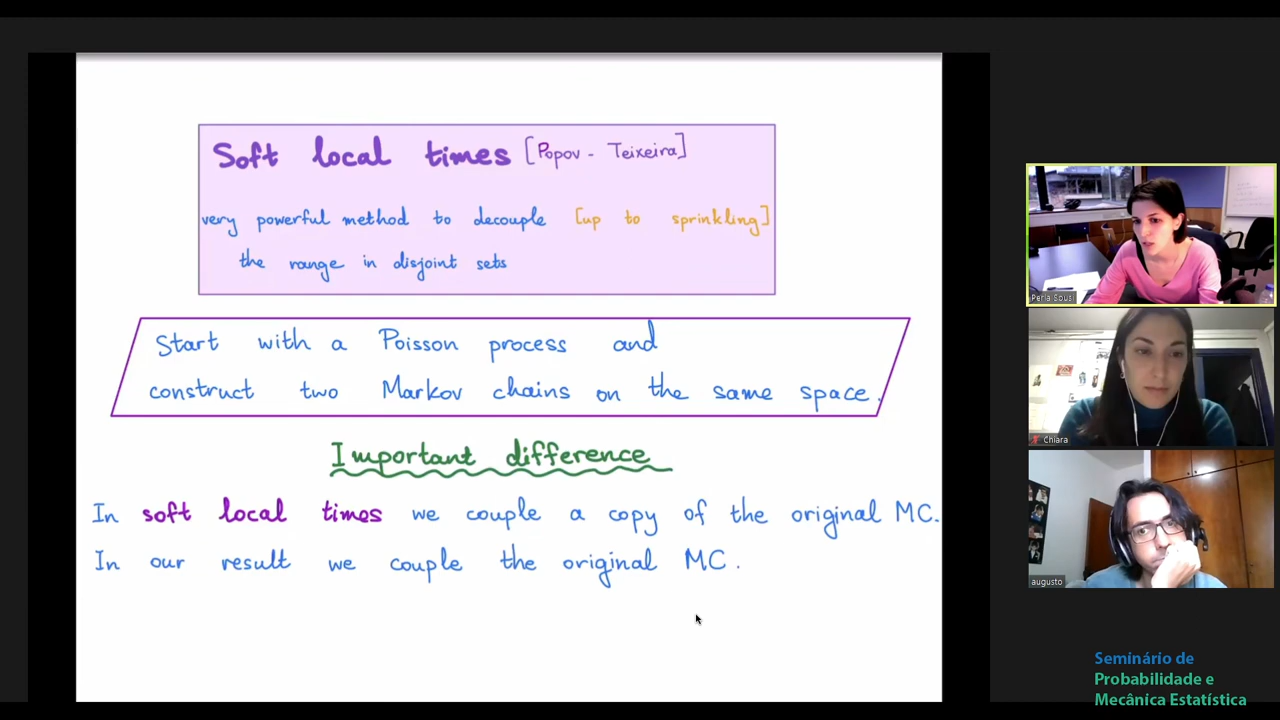 Soft local times [Popov - Teixeira]
very powerful method to decouple [up to sprinkling]
the range in disjoint sets
Start with a Poisson process and
construct two Markov chains on the same space.
Important difference
In soft local times we couple a copy of the original MC.
In our result we couple the original MC.
Perla Sousi
Chiara
augusto
Seminário de
Probabilidade e
Mecânica Estatística